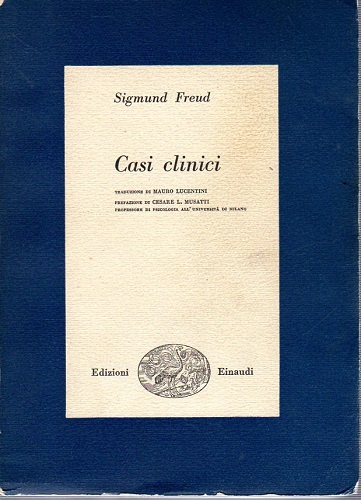 Sigmund Freud
Casi clinici
TRADUZIONE DI MAURO LUCENTINI
PREFAZIONE DI CESARE L. MUSATTI
PROFESSORE DI PSICOLOGIA ALL'UNIVERSITÀ DI MILANO
Edizioni Einaudi